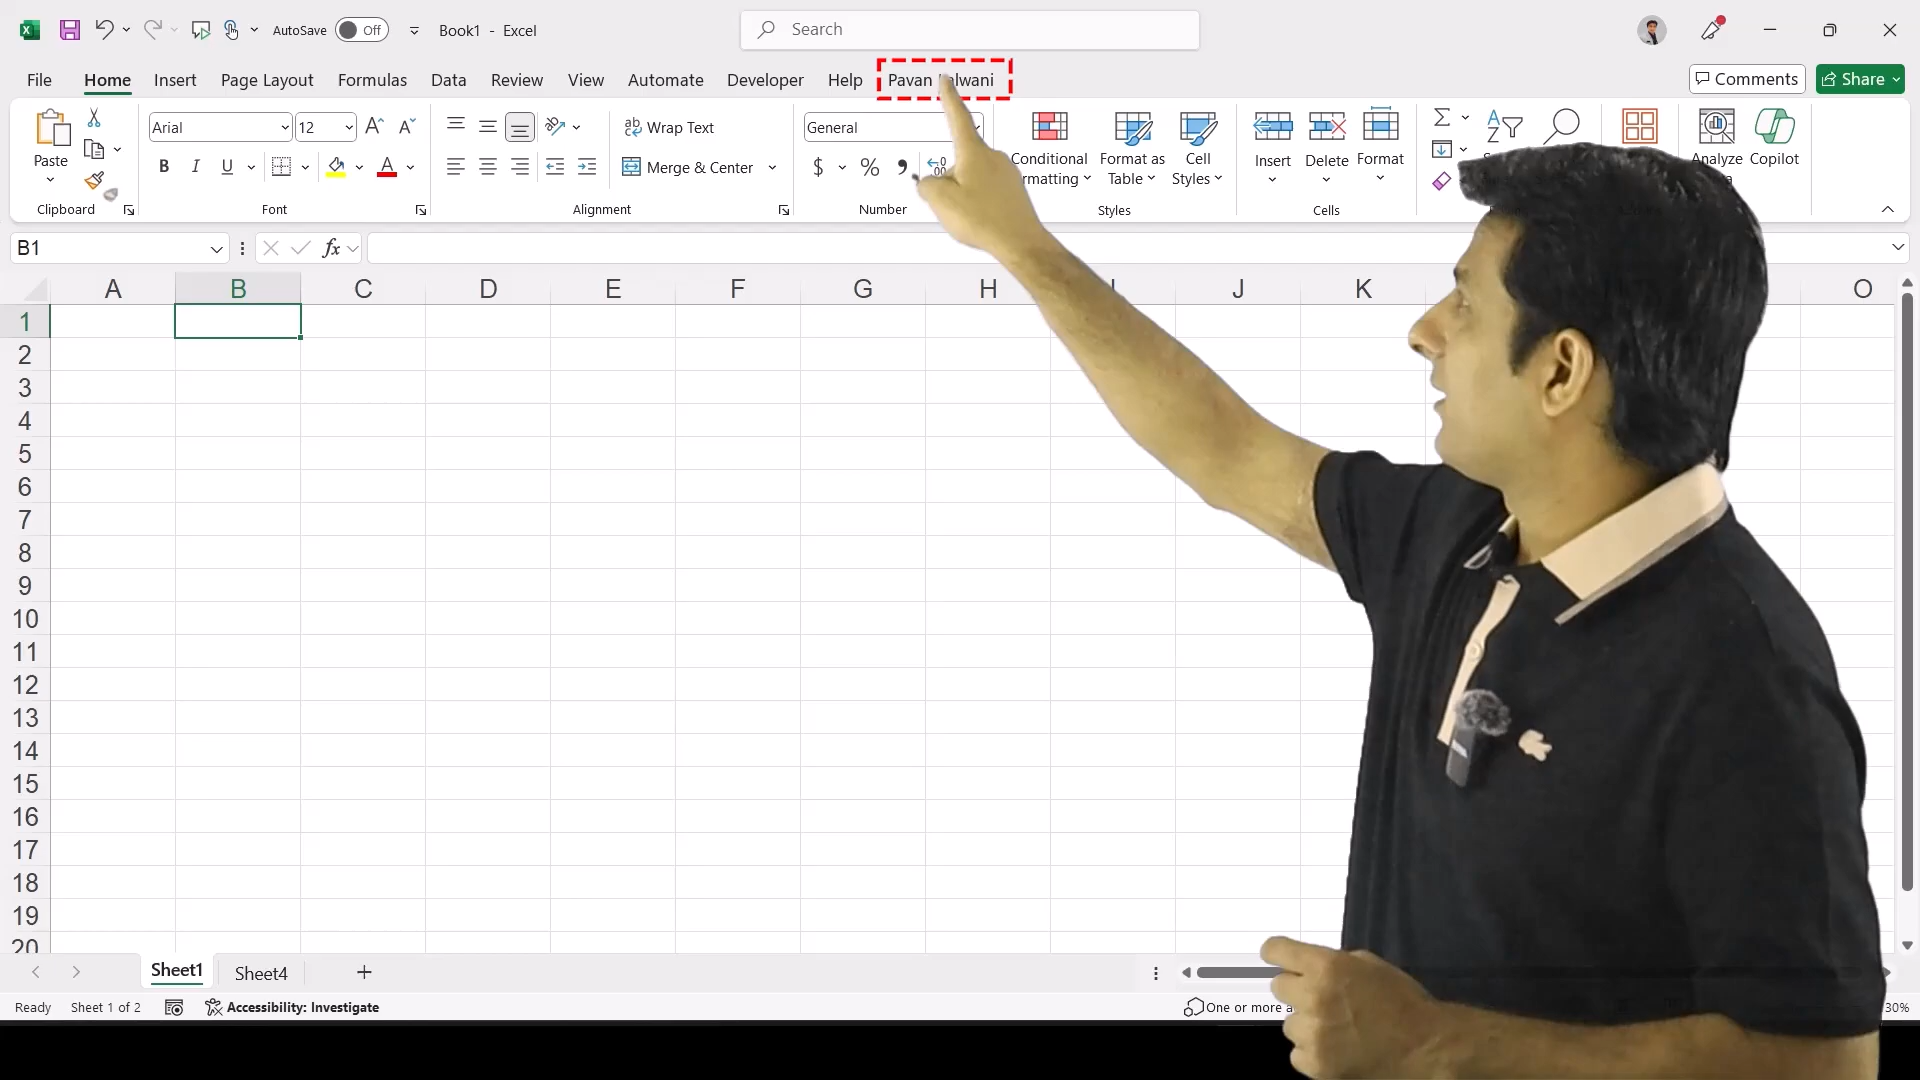 AutoSave Off Book1 - Excel Search
File Home Insert Page Layout Formulas Data Review View Automate Developer Help Pavan Comments Share
Paste
Clipboard
Arial 12
B I U A
Font
Wrap Text
Merge & Center
Alignment
General
$ %
Number
Conditional
Format as
Table
Cell
Styles
Styles
Insert Delete Format
Cells
Analyze Copilot
B1 fx
A B C D E F G H J K O
1
2
3
4
5
6
7
8
9
10
11
12
13
14
15
16
17
18
19
20
Sheet1 Sheet4
Ready Sheet 1 of 2 Accessibility: Investigate One or more